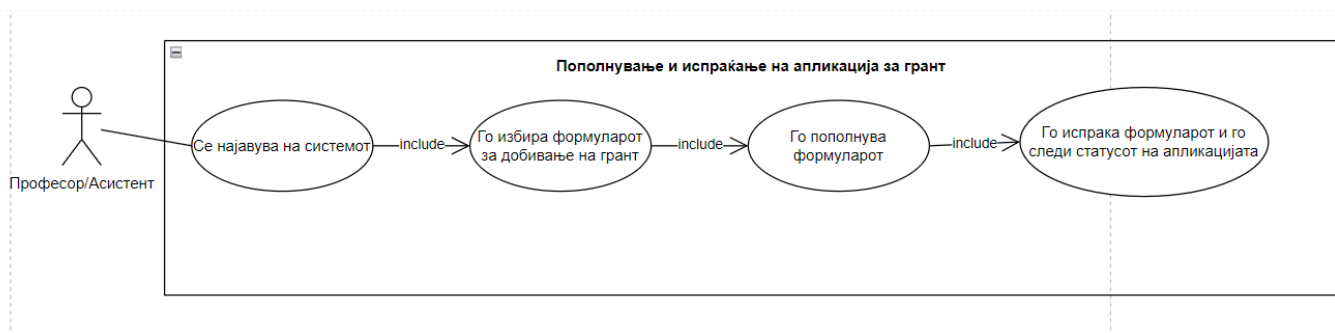 Пополнување и испраќање на апликација за грант
Професор/Асистент
Се најавува на системот
include
Го избира формуларот
за добивање на грант
include
Го пополнува
формуларот
include
Го испрака формуларот и го
следи статусот на апликацијата